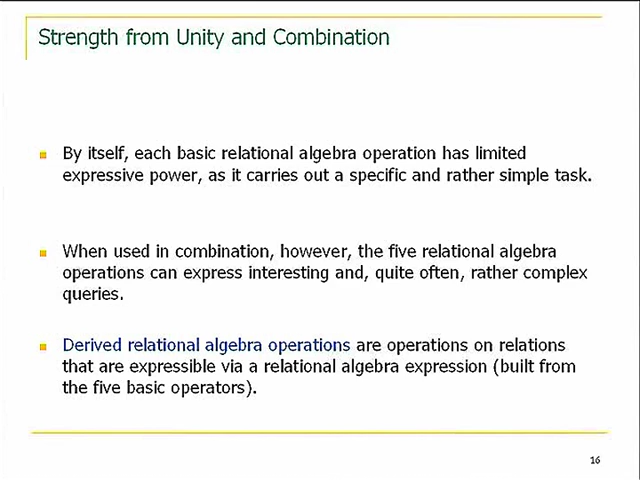 Strength from Unity and Combination
By itself, each basic relational algebra operation has limited
expressive power, as it carries out a specific and rather simple task.
When used in combination, however, the five relational algebra
operations can express interesting and, quite often, rather complex
queries.
Derived relational algebra operations are operations on relations
that are expressible via a relational algebra expression (built from
the five basic operators).
16